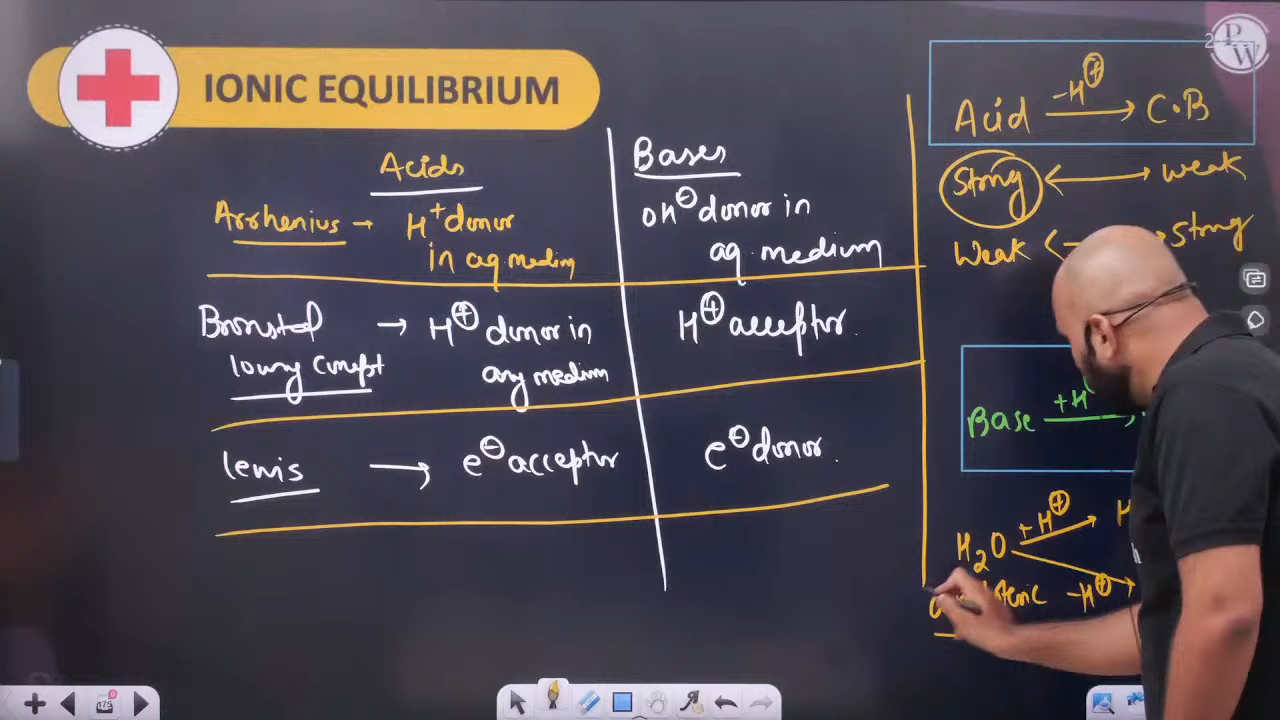 IONIC EQUILIBRIUM
Acids
Bases
Arrhenius → H⁺ donor
in aq medium
OH⊖ donor in
aq. medium
Bronsted → H⊕ donor in
lowry Concept any medium
H⊕ acceptor.
lewis → e⊖ acceptor
e⊖ donor.
PW
Acid –H⊕ → C.B
Strong ↔ weak
Weak strong
Base +H →
H₂O +H⊕ → H
–H⊕ →